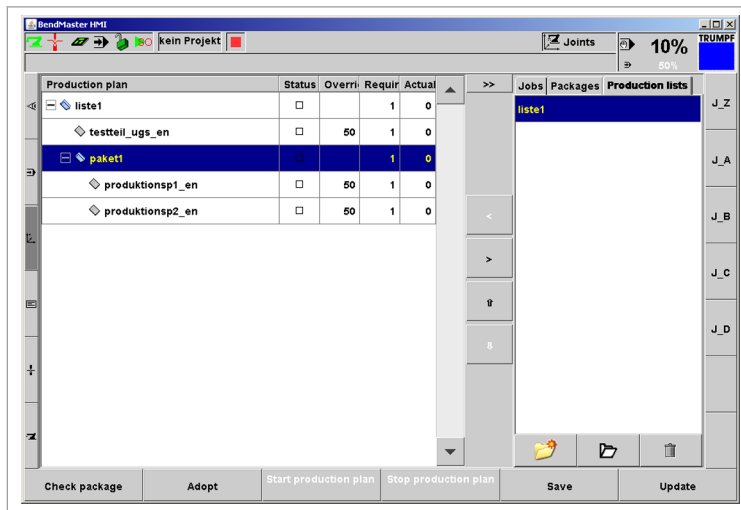 BendMaster HMI
kein Projekt
Joints
10%
50%
TRUMPF
Production plan Status Overri Requir Actual
>>
Jobs Packages Production lists
liste1 1 0
liste1
testteil_ugs_en 50 1 0
paket1 1 0
produktionsp1_en 50 1 0
produktionsp2_en 50 1 0
<
>
J_Z
J_A
J_B
J_C
J_D
Check package Adopt Start production plan Stop production plan Save Update